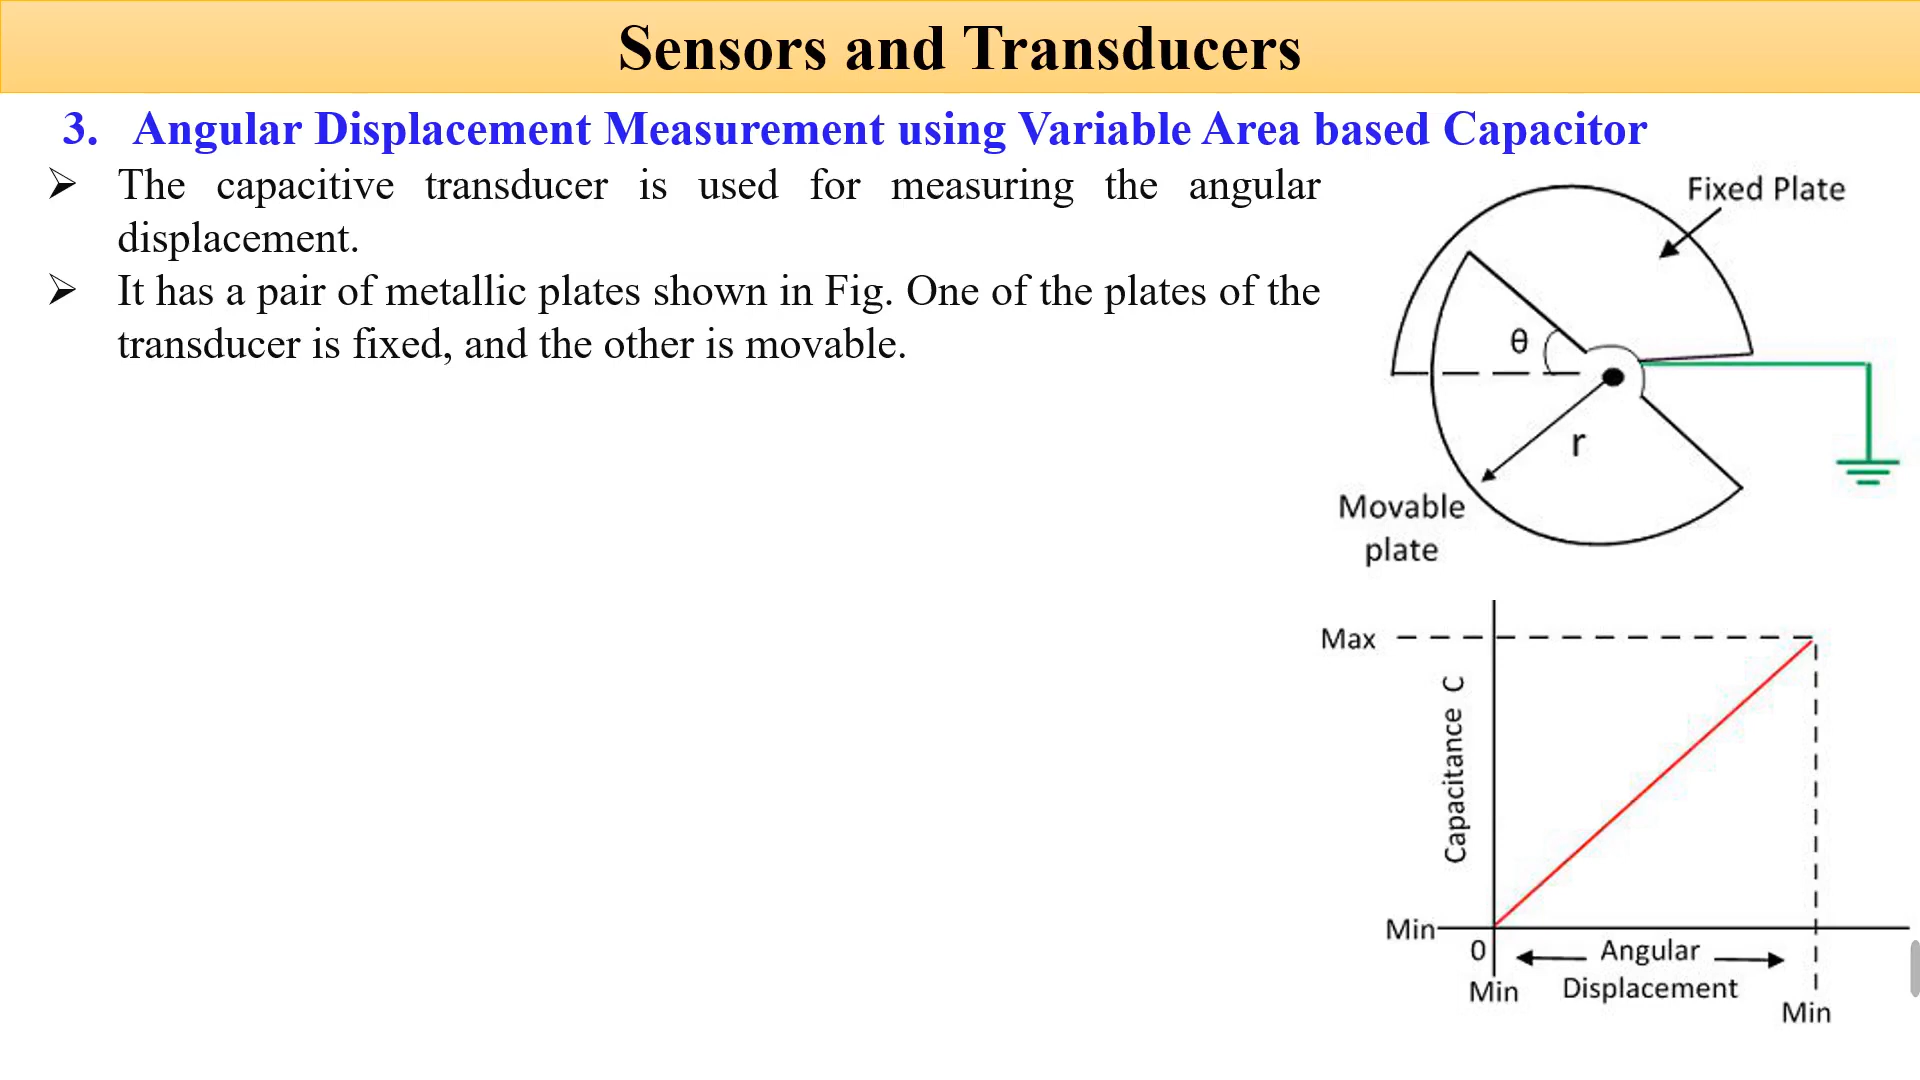 Sensors and Transducers
3. Angular Displacement Measurement using Variable Area based Capacitor
➢ The capacitive transducer is used for measuring the angular
displacement.
➢ It has a pair of metallic plates shown in Fig. One of the plates of the
transducer is fixed, and the other is movable.
Fixed Plate
θ
r
Movable
plate
Max
Capacitance C
Min
0
Min
Angular
Displacement
Min